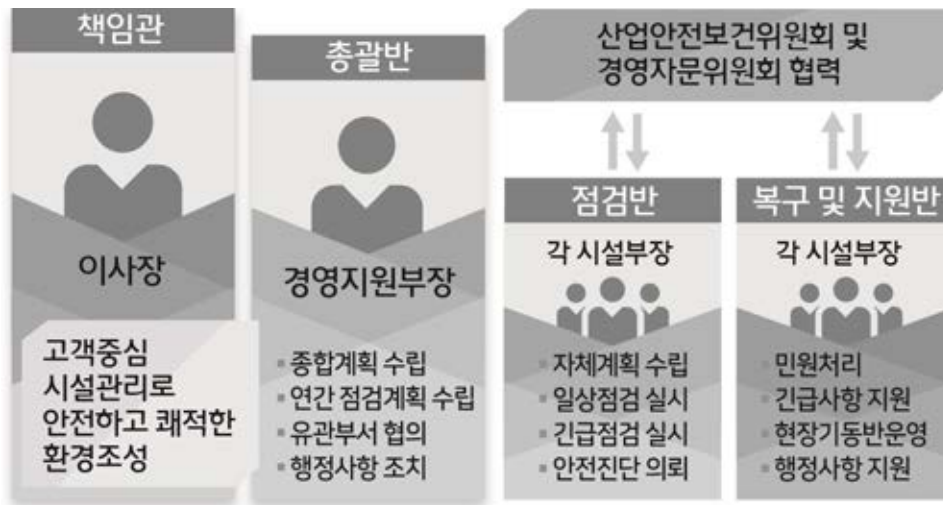 책임관
이사장
고객중심
시설관리로
안전하고 쾌적한
환경조성
총괄반
경영지원부장
▪ 종합계획 수립
▪ 연간 점검계획 수립
▪ 유관부서 협의
▪ 행정사항 조치
산업안전보건위원회 및
경영자문위원회 협력
점검반
각 시설부장
▪ 자체계획 수립
▪ 일상점검 실시
▪ 긴급점검 실시
▪ 안전진단 의뢰
복구 및 지원반
각 시설부장
▪ 민원처리
▪ 긴급사항 지원
▪ 현장기동반운영
▪ 행정사항 지원